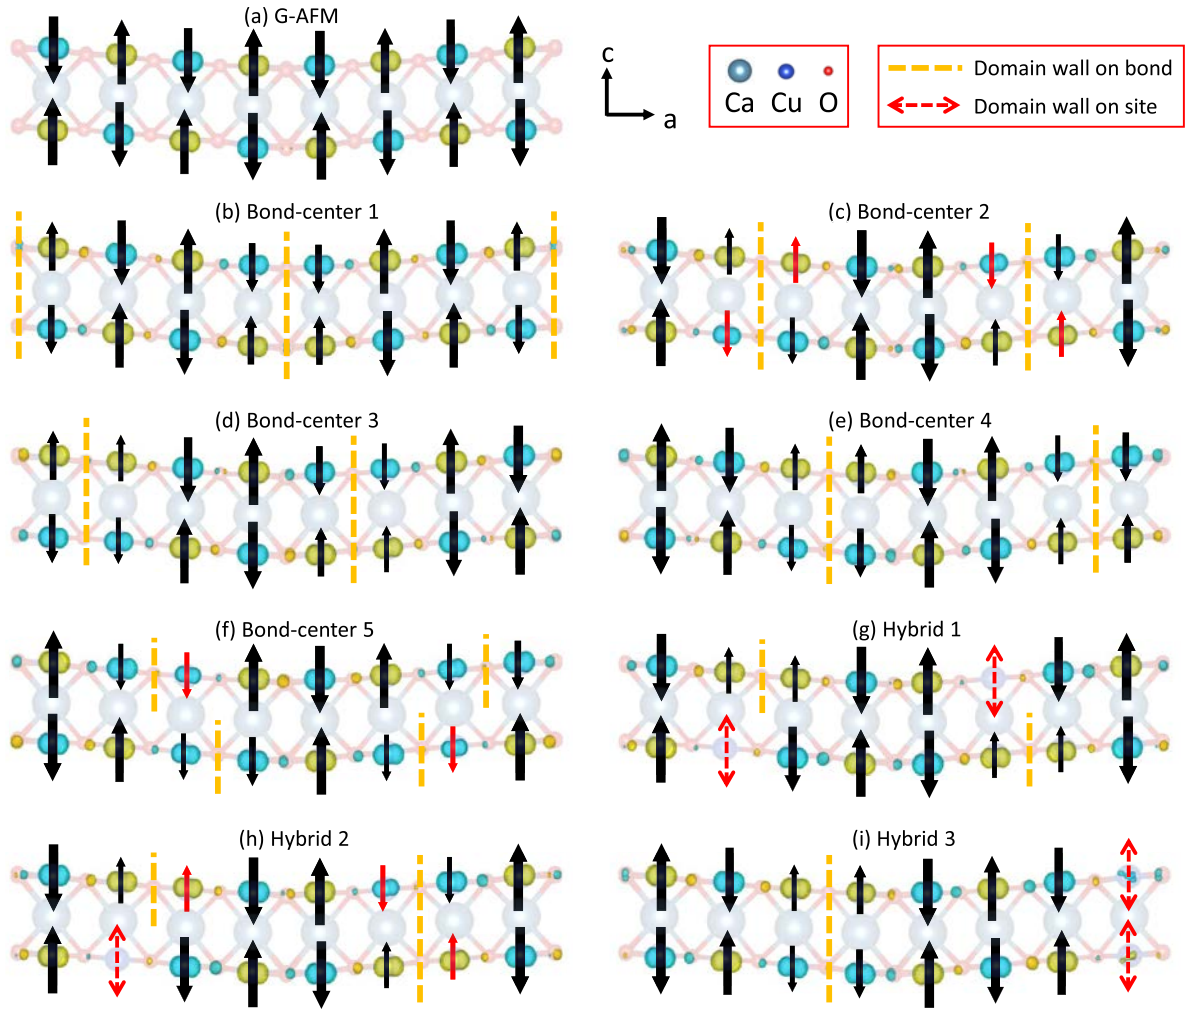 (a) G-AFM
c
a
Ca Cu O
Domain wall on bond
Domain wall on site
(b) Bond-center 1
(c) Bond-center 2
(d) Bond-center 3
(e) Bond-center 4
(f) Bond-center 5
(g) Hybrid 1
(h) Hybrid 2
(i) Hybrid 3